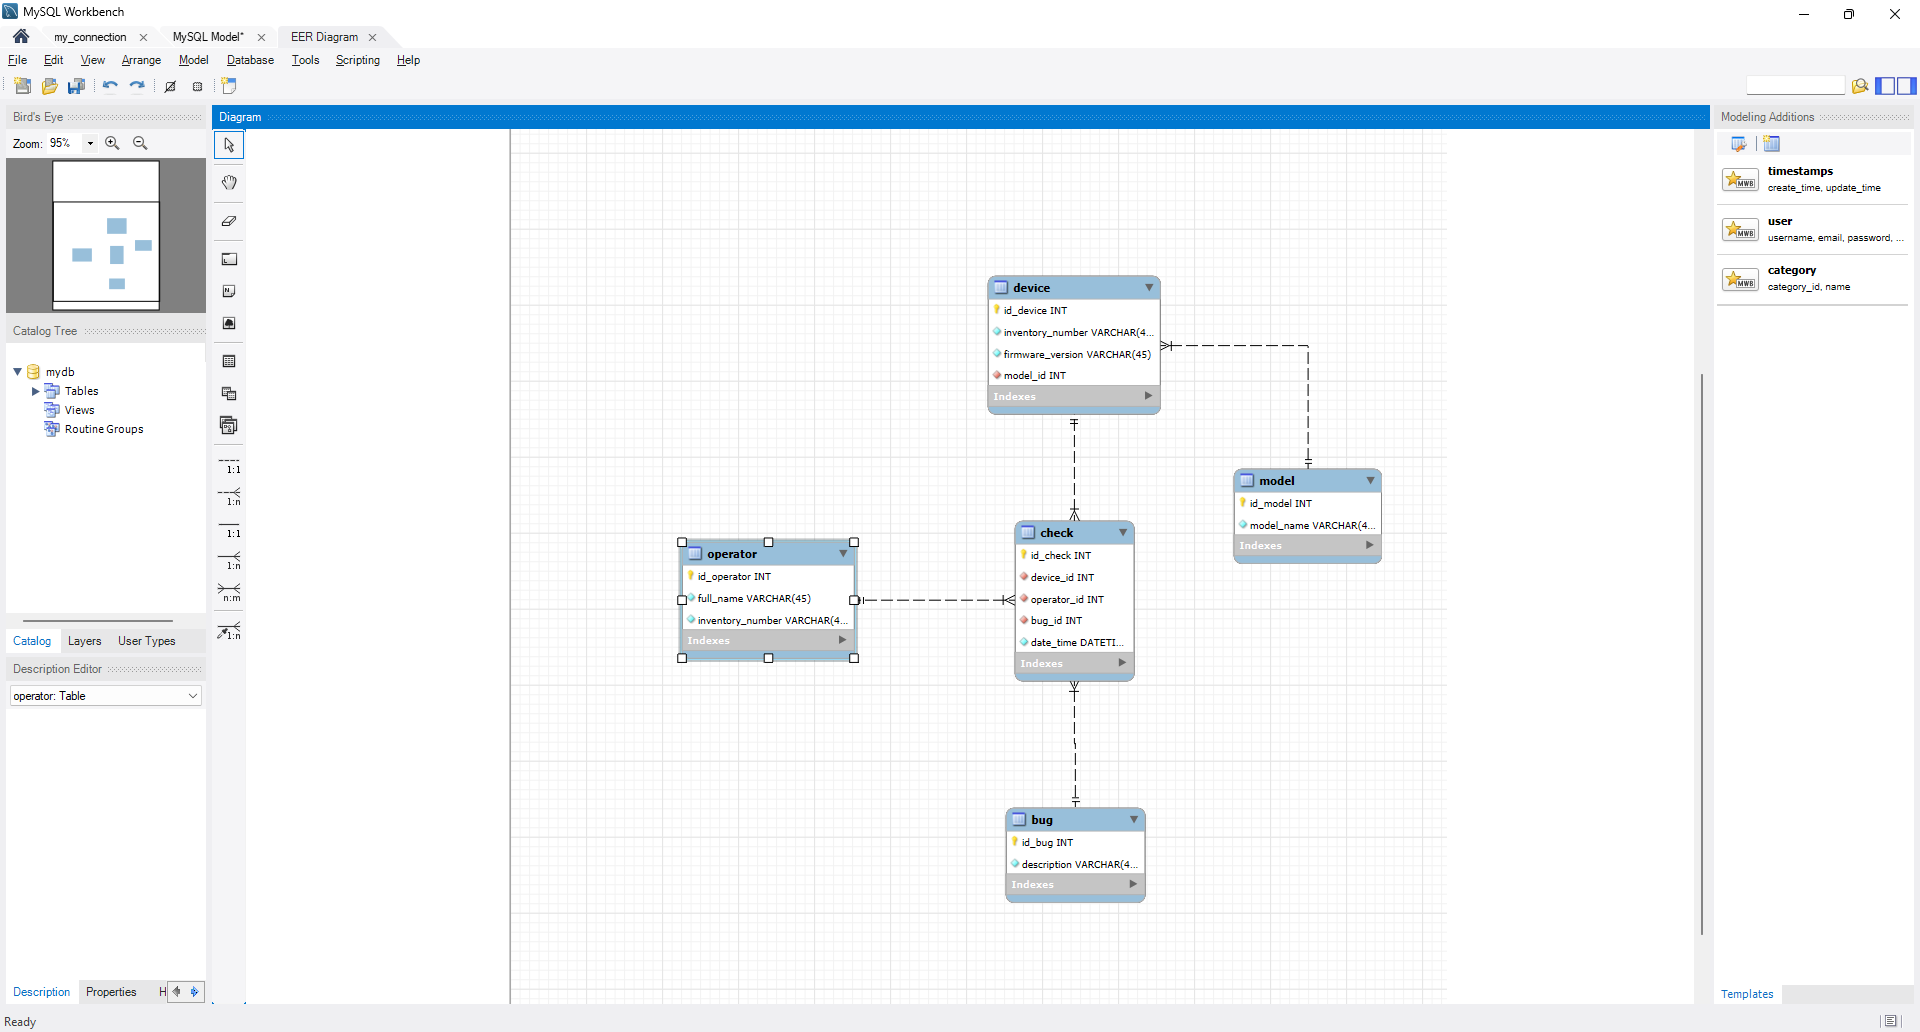 MySQL Workbench
my_connection
MySQL Model*
EER Diagram
File Edit View Arrange Model Database Tools Scripting Help
Bird's Eye
Zoom: 95%
Catalog Tree
mydb
Tables
Views
Routine Groups
Catalog Layers User Types
Description Editor
operator: Table
Description Properties H
Diagram
1:1
1:n
1:1
1:n
n:m
1:n
device
id_device INT
inventory_number VARCHAR(4...
firmware_version VARCHAR(45)
model_id INT
Indexes
model
id_model INT
model_name VARCHAR(4...
Indexes
operator
id_operator INT
full_name VARCHAR(45)
inventory_number VARCHAR(4...
Indexes
check
id_check INT
device_id INT
operator_id INT
bug_id INT
date_time DATETI...
Indexes
bug
id_bug INT
description VARCHAR(4...
Indexes
Modeling Additions
MWB
timestamps
create_time, update_time
MWB
user
username, email, password, ...
MWB
category
category_id, name
Templates
Ready